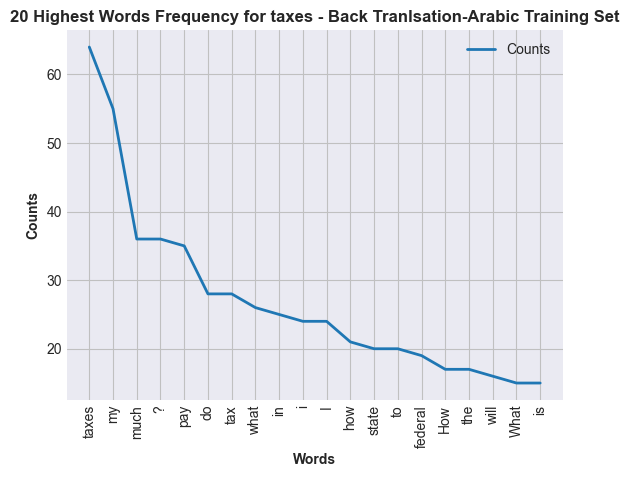 20 Highest Words Frequency for taxes - Back Tranlsation-Arabic Training Set
Counts
Counts
60
50
40
30
20
taxes
my
much
?
pay
do
tax
what
in
i
I
how
state
to
federal
How
the
will
What
is
Words